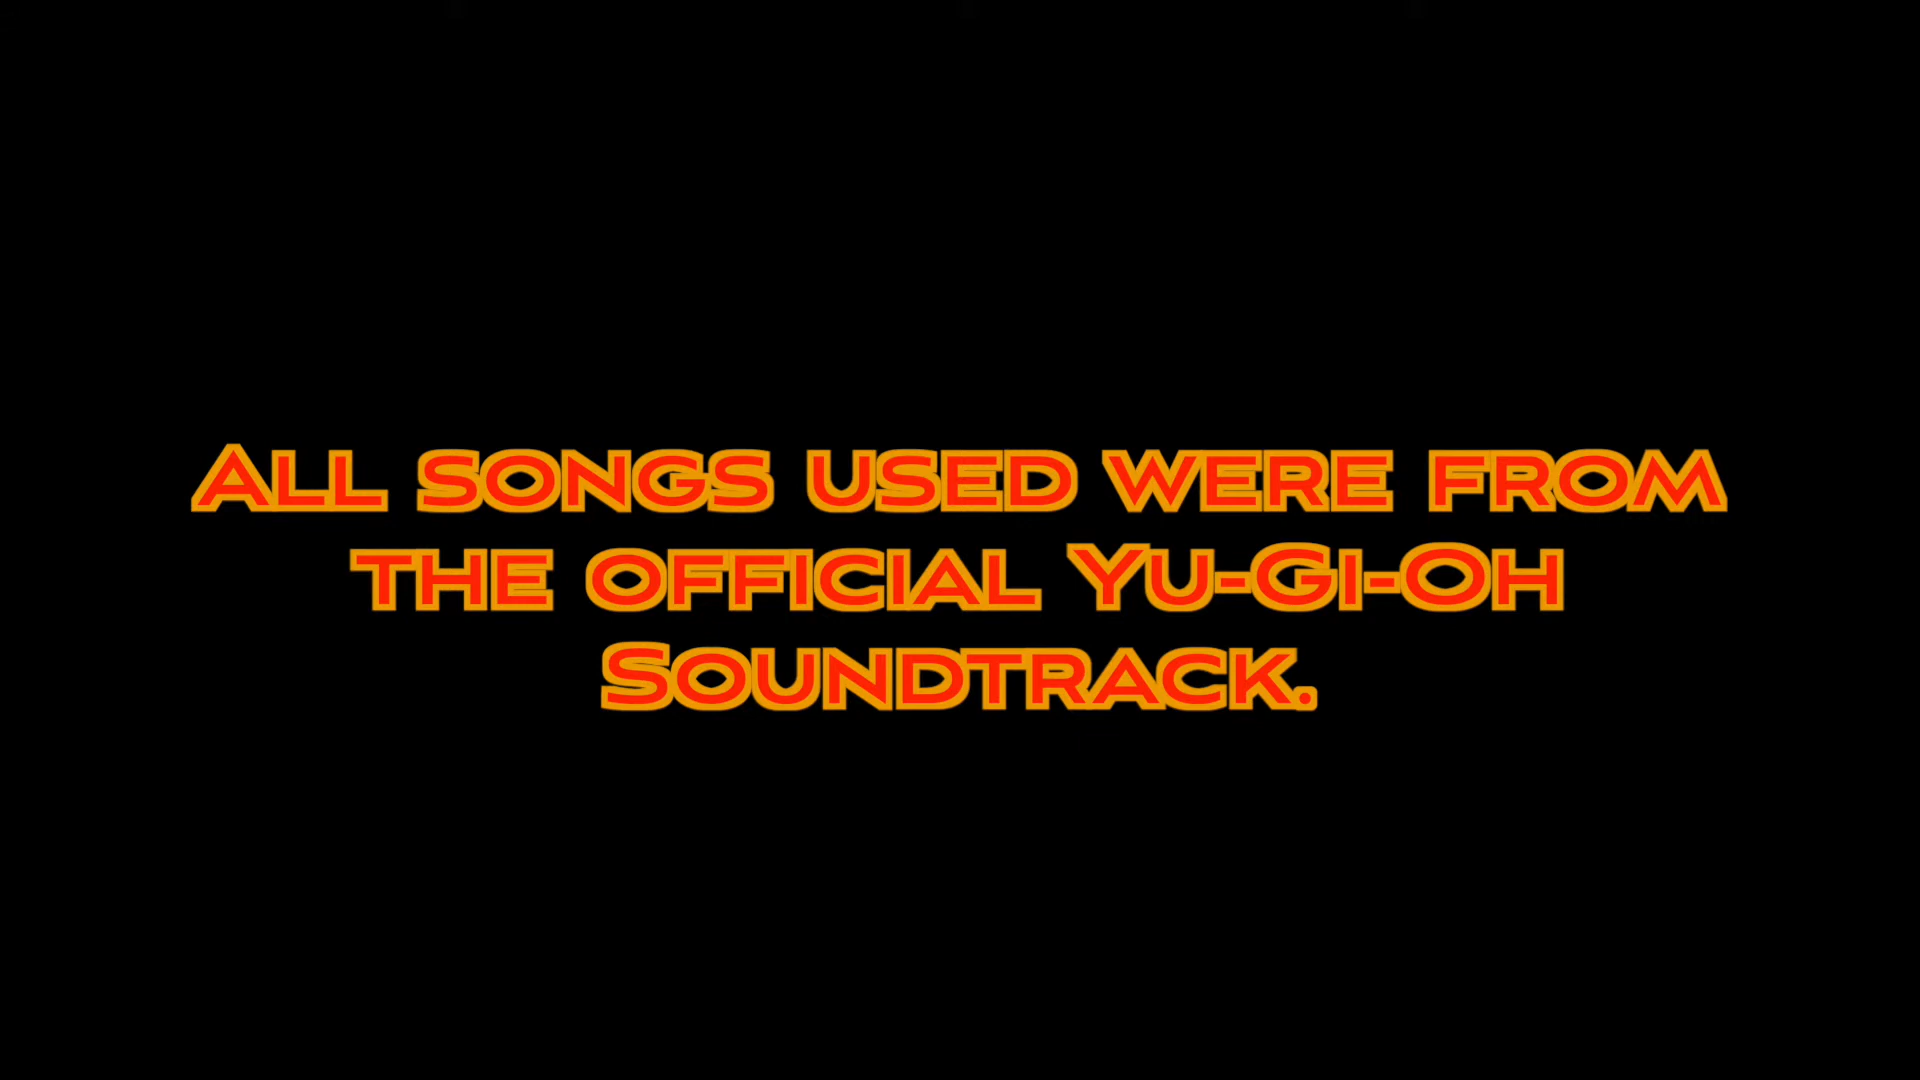 All songs used were from
the official Yu-Gi-Oh
Soundtrack.